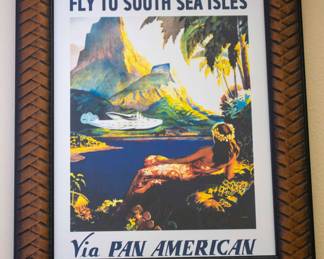 FLY TO SOUTH SEA ISLES
Via PAN AMERICAN